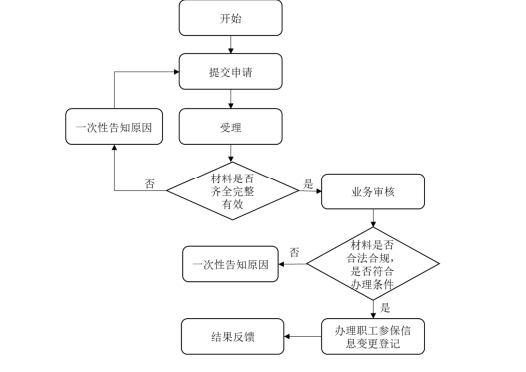 开始
提交申请
一次性告知原因
受理
材料是否
齐全完整
有效
否
是
业务审核
材料是否
合法合规，
是否符合
办理条件
否
一次性告知原因
是
办理职工参保信
息变更登记
结果反馈